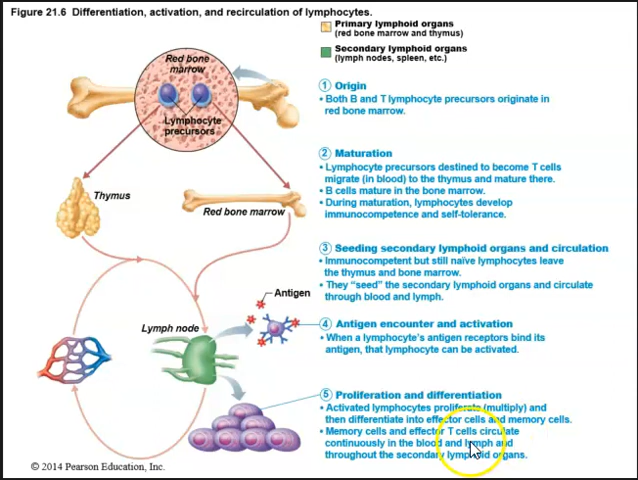 Figure 21.6 Differentiation, activation, and recirculation of lymphocytes.
Primary lymphoid organs
(red bone marrow and thymus)
Secondary lymphoid organs
(lymph nodes, spleen, etc.)
Red bone
marrow
Lymphocyte
precursors
1 Origin
• Both B and T lymphocyte precursors originate in
red bone marrow.
2 Maturation
• Lymphocyte precursors destined to become T cells
migrate (in blood) to the thymus and mature there.
• B cells mature in the bone marrow.
• During maturation, lymphocytes develop
immunocompetence and self-tolerance.
Thymus
Red bone marrow
3 Seeding secondary lymphoid organs and circulation
• Immunocompetent but still naïve lymphocytes leave
the thymus and bone marrow.
• They “seed” the secondary lymphoid organs and circulate
through blood and lymph.
Antigen
Lymph node
4 Antigen encounter and activation
• When a lymphocyte’s antigen receptors bind its
antigen, that lymphocyte can be activated.
5 Proliferation and differentiation
• Activated lymphocytes proliferate (multiply) and
then differentiate into effector cells and memory cells.
• Memory cells and effector T cells circulate
continuously in the blood and lymph and
throughout the secondary lymphoid organs.
© 2014 Pearson Education, Inc.